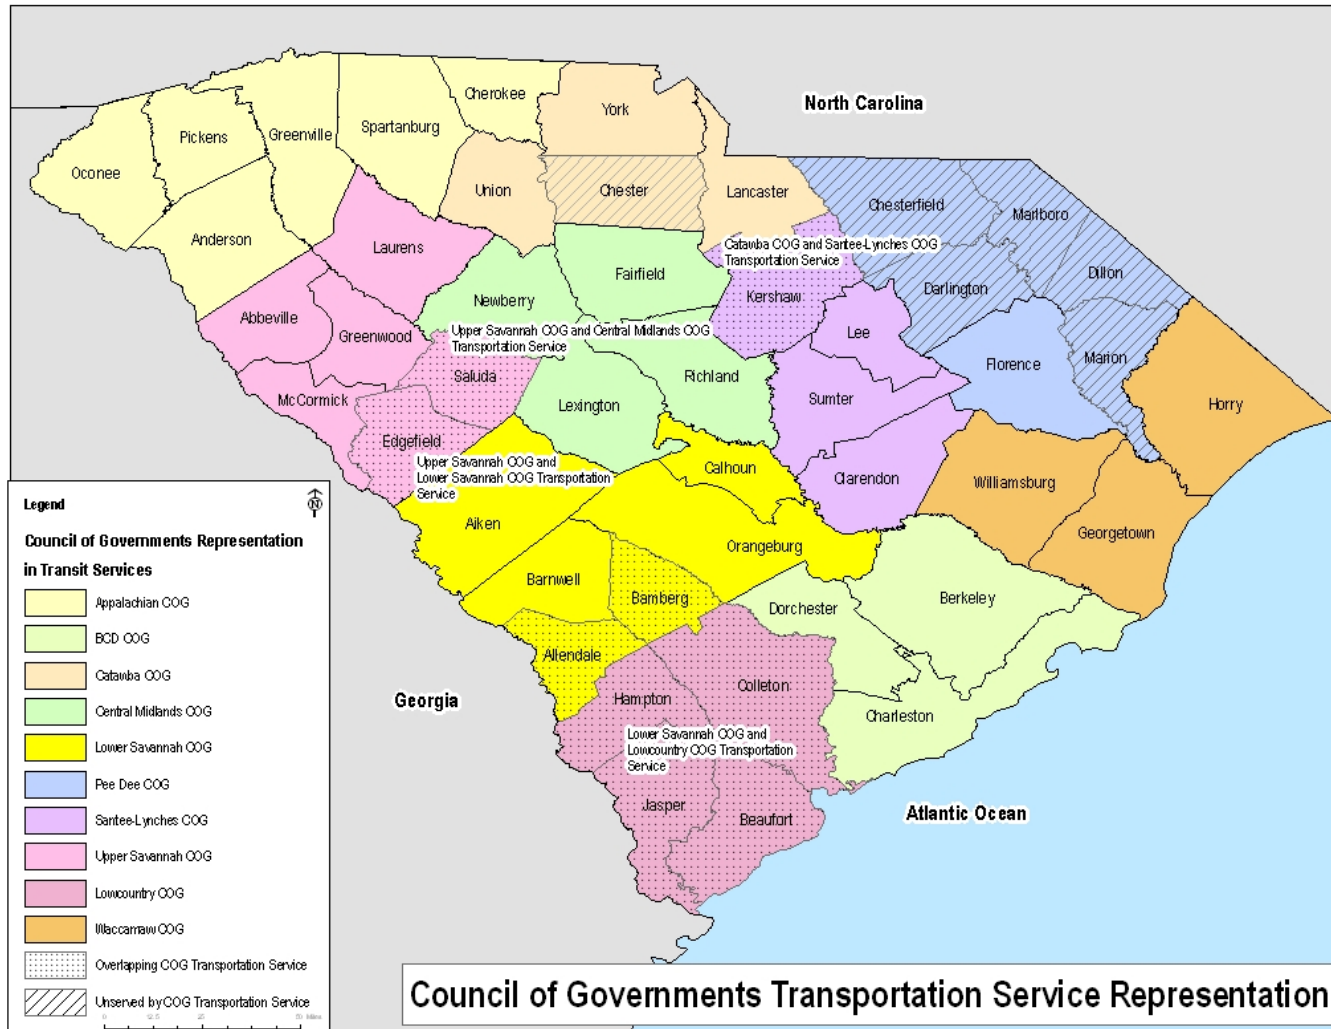 North Carolina
Cherokee
York
Spartanburg
Greenville
Pickens
Oconee
Union
Chester
Lancaster
Chesterfield
Marlboro
Anderson
Laurens
Catawba COG and Santee-Lynches COG
Transportation Service
Dillon
Fairfield
Newberry
Kershaw
Darlington
Abbeville
Greenwood
Upper Savannah COG and Central Midlands COG
Transportation Service
Lee
Marion
Florence
Saluda
Richland
McCormick
Lexington
Sumter
Horry
Edgefield
Upper Savannah COG and
Lower Savannah COG Transportation
Service
Calhoun
Clarendon
Williamsburg
Aiken
Orangeburg
Georgetown
Barnwell
Bamberg
Dorchester
Berkeley
Allendale
Georgia
Hampton
Colleton
Charleston
Lower Savannah COG and
Lowcountry COG Transportation
Service
Jasper
Beaufort
Atlantic Ocean
Legend
N
Council of Governments Representation
in Transit Services
Appalachian COG
BCD COG
Catawba COG
Central Midlands COG
Lower Savannah COG
Pee Dee COG
Santee-Lynches COG
Upper Savannah COG
Lowcountry COG
Waccamaw COG
Overlapping COG Transportation Service
Unserved by COG Transportation Service
0 12.5 25 50 Miles
Council of Governments Transportation Service Representation